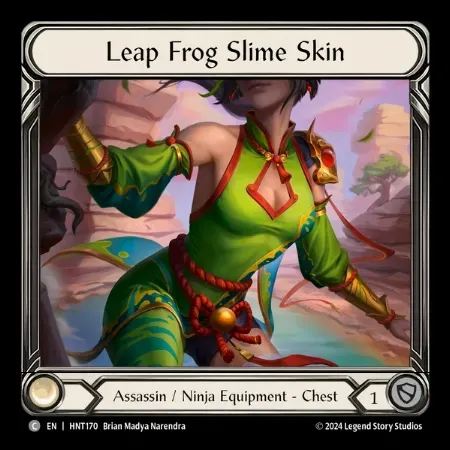 Leap Frog Slime Skin
Assassin / Ninja Equipment - Chest
1
C EN | HNT170 Brian Madya Narendra
© 2024 Legend Story Studios